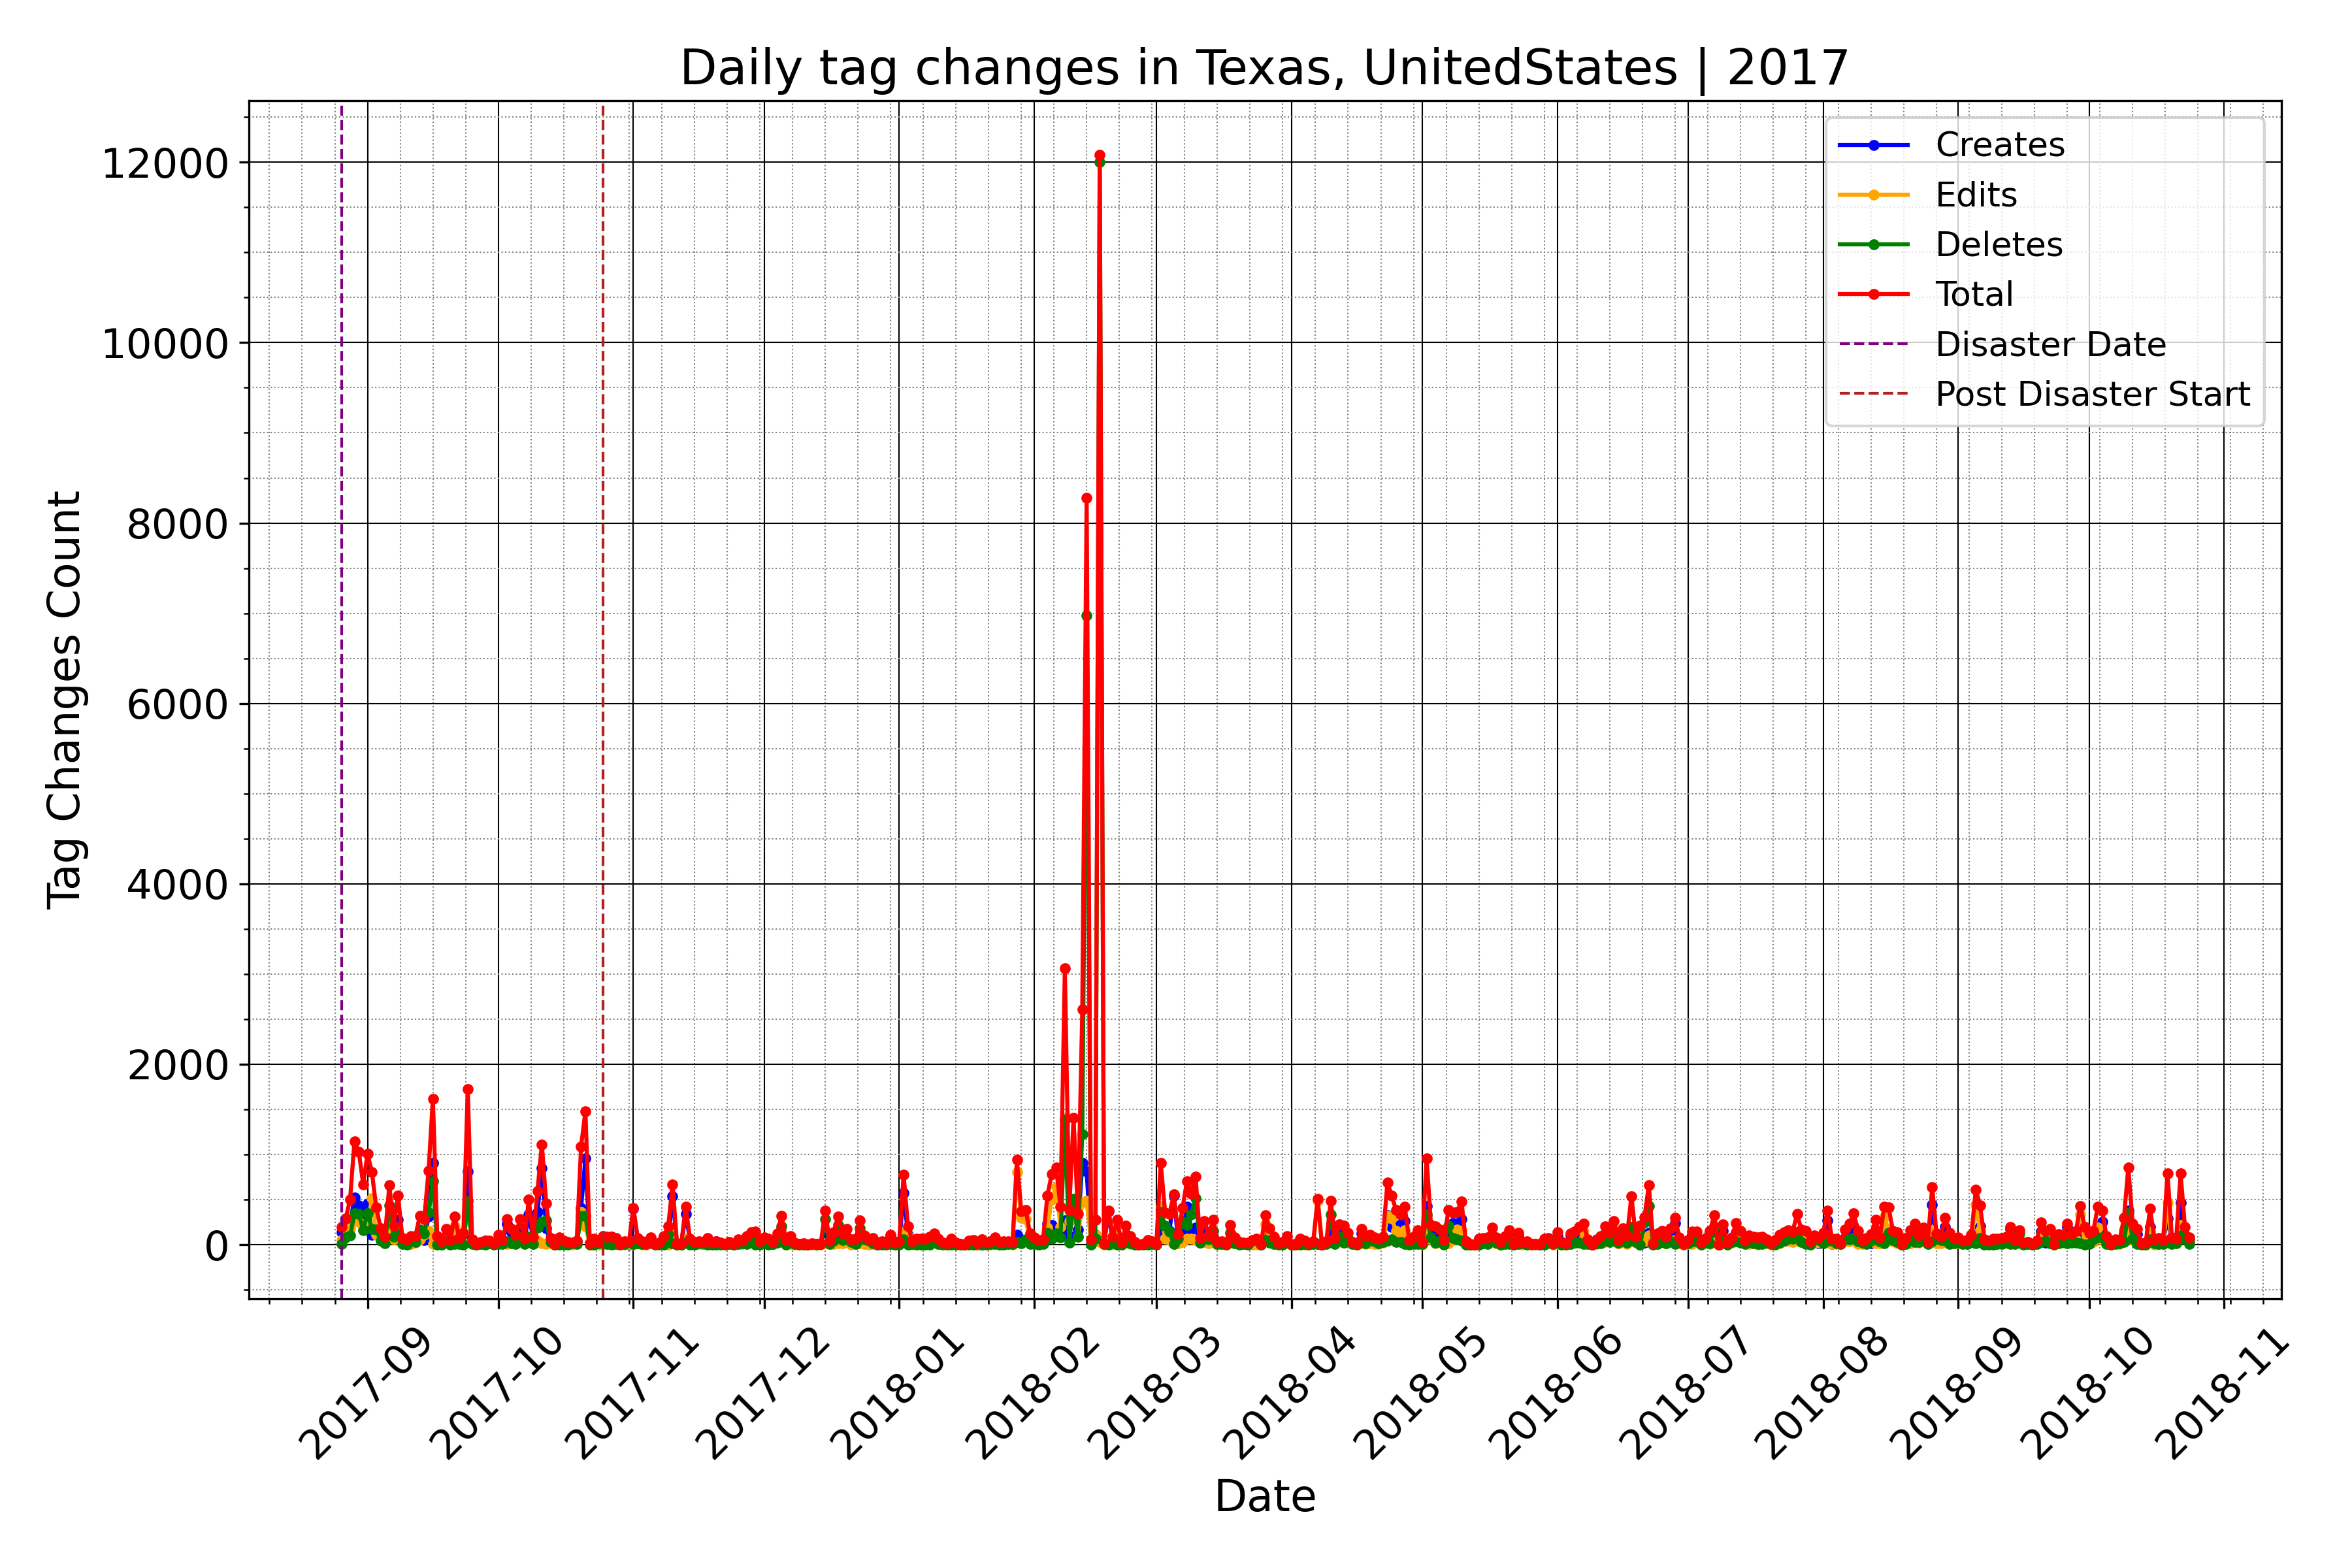 Daily tag changes in Texas, UnitedStates | 2017
Creates
Edits
Deletes
Total
Disaster Date
Post Disaster Start
Tag Changes Count
12000
10000
8000
6000
4000
2000
0
2017-09
2017-10
2017-11
2017-12
2018-01
2018-02
2018-03
2018-04
2018-05
2018-06
2018-07
2018-08
2018-09
2018-10
2018-11
Date